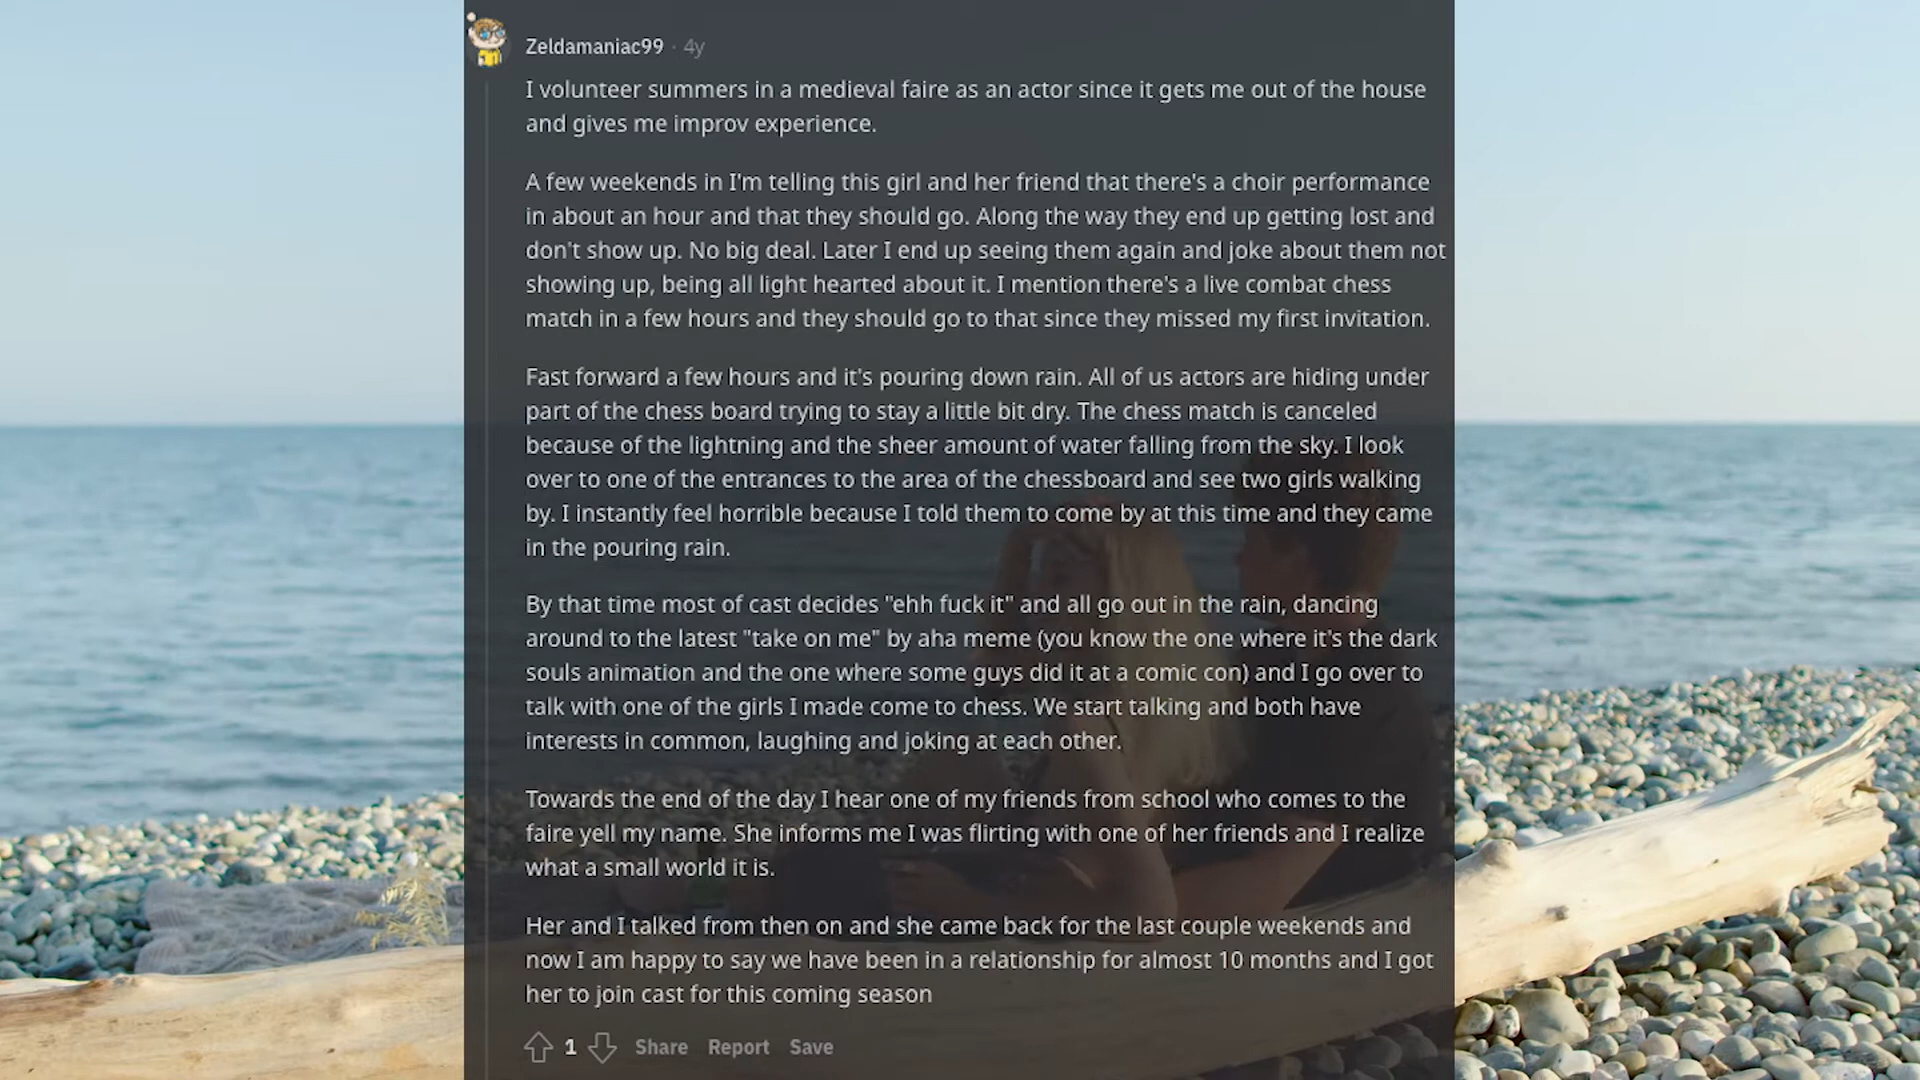 Zeldamaniac99 · 4y
I volunteer summers in a medieval faire as an actor since it gets me out of the house
and gives me improv experience.
A few weekends in I'm telling this girl and her friend that there's a choir performance
in about an hour and that they should go. Along the way they end up getting lost and
don't show up. No big deal. Later I end up seeing them again and joke about them not
showing up, being all light hearted about it. I mention there's a live combat chess
match in a few hours and they should go to that since they missed my first invitation.
Fast forward a few hours and it's pouring down rain. All of us actors are hiding under
part of the chess board trying to stay a little bit dry. The chess match is canceled
because of the lightning and the sheer amount of water falling from the sky. I look
over to one of the entrances to the area of the chessboard and see two girls walking
by. I instantly feel horrible because I told them to come by at this time and they came
in the pouring rain.
By that time most of cast decides "ehh fuck it" and all go out in the rain, dancing
around to the latest "take on me" by aha meme (you know the one where it's the dark
souls animation and the one where some guys did it at a comic con) and I go over to
talk with one of the girls I made come to chess. We start talking and both have
interests in common, laughing and joking at each other.
Towards the end of the day I hear one of my friends from school who comes to the
faire yell my name. She informs me I was flirting with one of her friends and I realize
what a small world it is.
Her and I talked from then on and she came back for the last couple weekends and
now I am happy to say we have been in a relationship for almost 10 months and I got
her to join cast for this coming season
1 Share Report Save